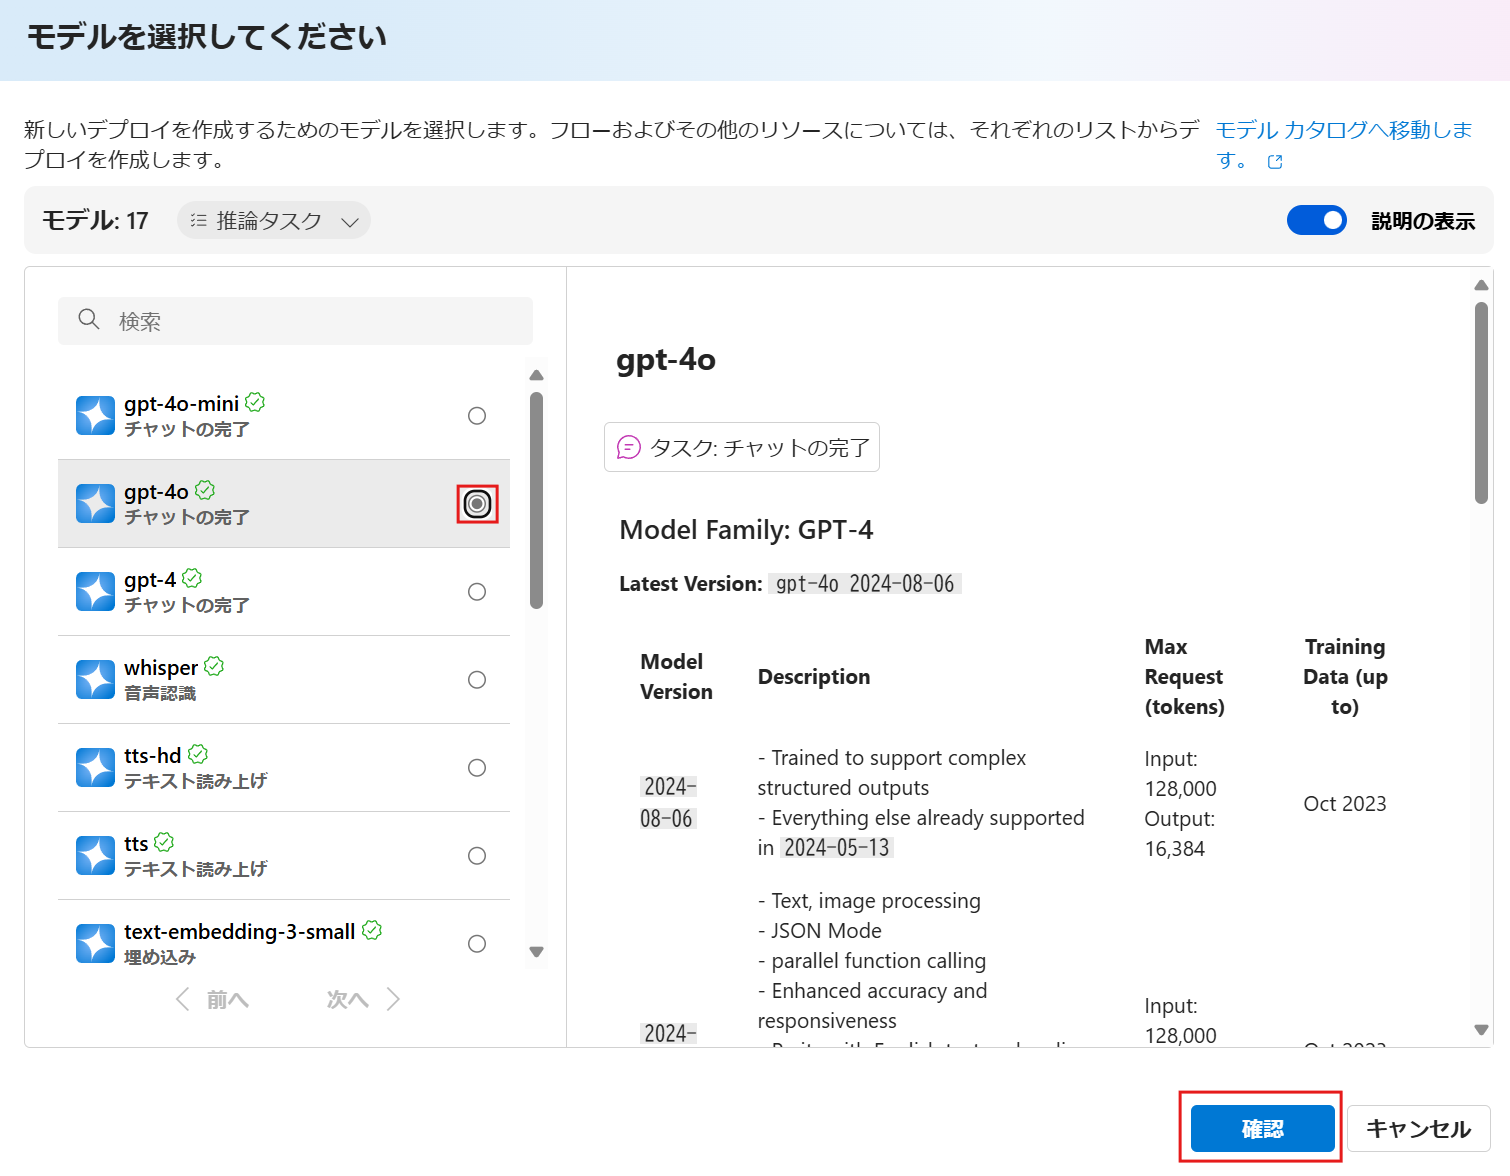 モデルを選択してください
新しいデプロイを作成するためのモデルを選択します。フローおよびその他のリソースについては、それぞれのリストからデ
プロイを作成します。
モデル カタログへ移動しま
す。
モデル: 17
推論タスク
説明の表示
検索
gpt-4o-mini
チャットの完了
gpt-4o
チャットの完了
gpt-4
チャットの完了
whisper
音声認識
tts-hd
テキスト読み上げ
tts
テキスト読み上げ
text-embedding-3-small
埋め込み
前へ
次へ
gpt-4o
タスク: チャットの完了
Model Family: GPT-4
Latest Version: gpt-4o 2024-08-06
Model
Version
Description
Max
Request
(tokens)
Training
Data (up
to)
2024-
08-06
- Trained to support complex
structured outputs
- Everything else already supported
in 2024-05-13
Input:
128,000
Output:
16,384
Oct 2023
2024-
- Text, image processing
- JSON Mode
- parallel function calling
- Enhanced accuracy and
responsiveness
Input:
128,000
確認
キャンセル